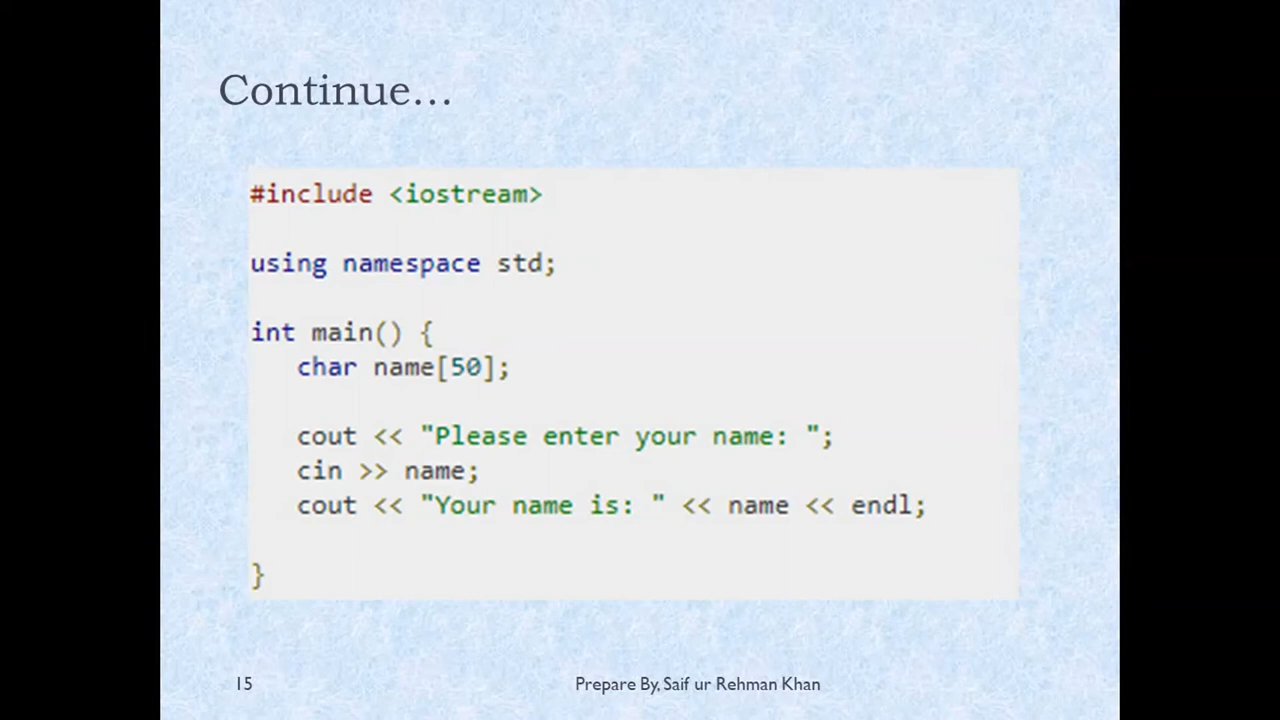 Continue...
#include <iostream>
using namespace std;
int main() {
char name[50];
cout << "Please enter your name: ";
cin >> name;
cout << "Your name is: " << name << endl;
}
15
Prepare By, Saif ur Rehman Khan